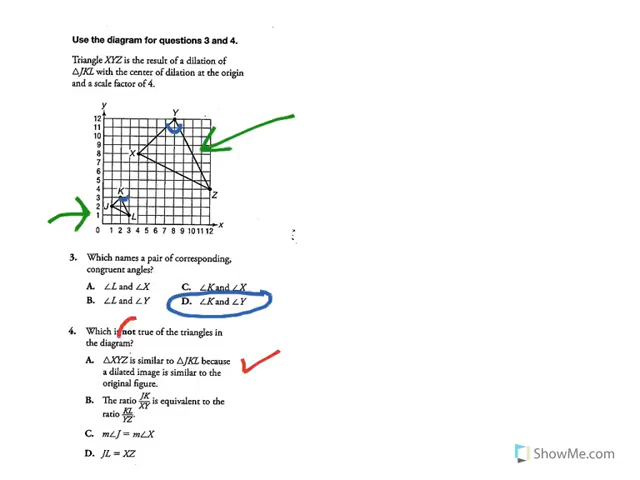 Use the diagram for questions 3 and 4.
Triangle XYZ is the result of a dilation of
△JKL with the center of dilation at the origin
and a scale factor of 4.
y
12
11
10
9
8
7
6
5
4
3
2
1
0 1 2 3 4 5 6 7 8 9 10 11 12
x
Y
X
Z
K
J
L
3. Which names a pair of corresponding,
congruent angles?
A. ∠L and ∠X
C. ∠K and ∠X
B. ∠L and ∠Y
D. ∠K and ∠Y
4. Which is not true of the triangles in
the diagram?
A. △XYZ is similar to △JKL because
a dilated image is similar to the
original figure.
B. The ratio JK/XY is equivalent to the
ratio KL/YZ.
C. m∠J = m∠X
D. JL = XZ
ShowMe.com